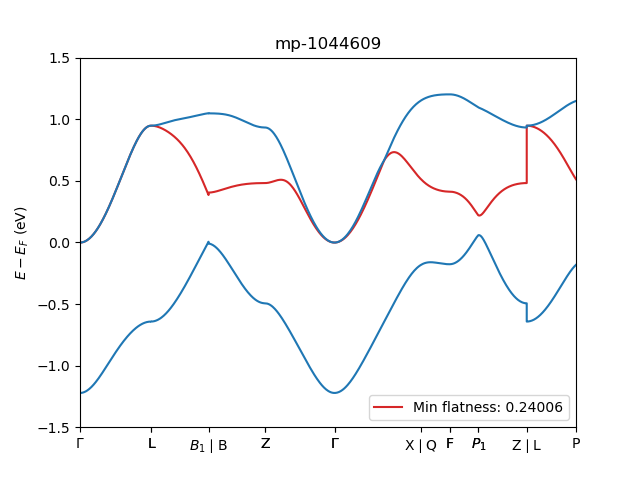 mp-1044609
E − E_F (eV)
1.5
1.0
0.5
0.0
−0.5
−1.0
−1.5
Min flatness: 0.24006
Γ L B₁ | B Z Γ X | Q F P₁ Z | L P